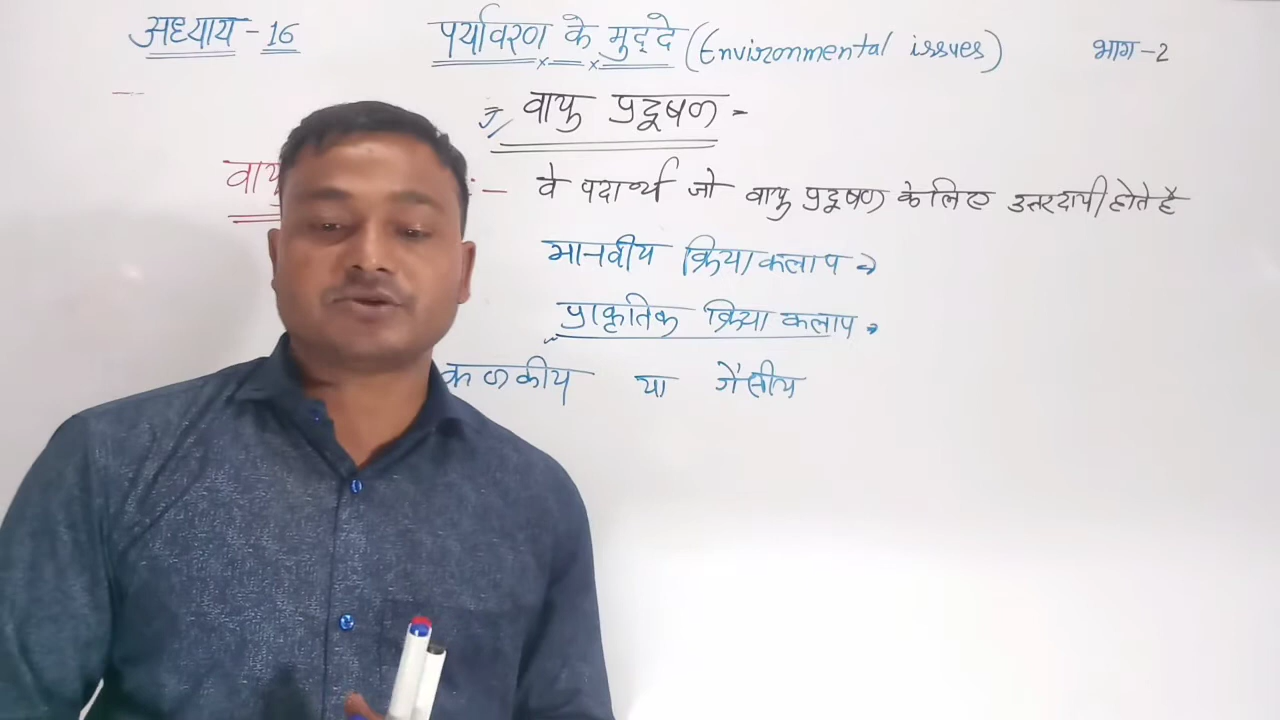 अध्याय - 16 पर्यावरण के मुद्दे (Environmental issues) भाग-2
वायु प्रदूषण -
:- वे पदार्थ जो वायु प्रदूषण के लिए उत्तरदायी होते है
मानवीय क्रियाकलाप →
प्राकृतिक क्रिया कलाप →
कणकीय या गैसीय